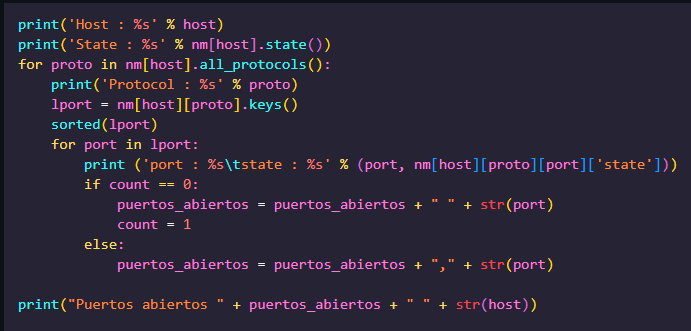 print('Host : %s' % host)
print('State : %s' % nm[host].state())
for proto in nm[host].all_protocols():
    print('Protocol : %s' % proto)
    lport = nm[host][proto].keys()
    sorted(lport)
    for port in lport:
        print ('port : %s\tstate : %s' % (port, nm[host][proto][port]['state']))
        if count == 0:
            puertos_abiertos = puertos_abiertos + " " + str(port)
            count = 1
        else:
            puertos_abiertos = puertos_abiertos + "," + str(port)

print("Puertos abiertos " + puertos_abiertos + " " + str(host))